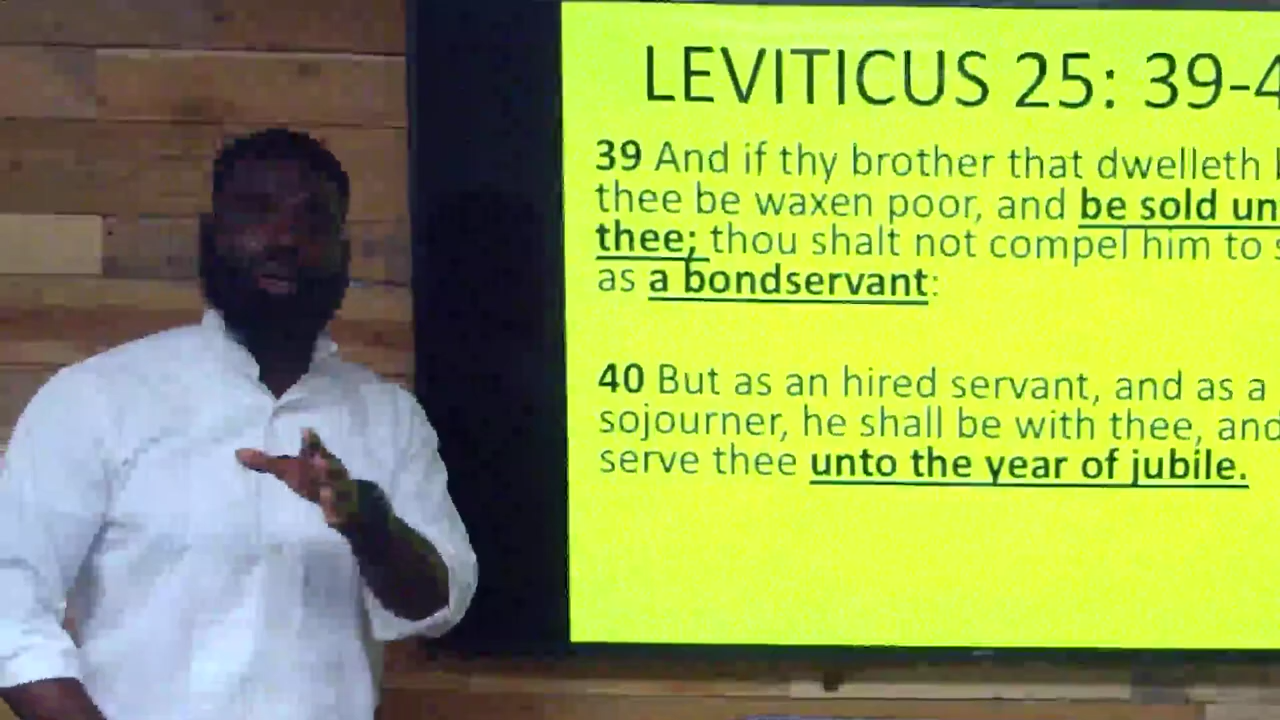 LEVITICUS 25: 39-4
39 And if thy brother that dwelleth
thee be waxen poor, and be sold un
thee; thou shalt not compel him to
as a bondservant:
40 But as an hired servant, and as a
sojourner, he shall be with thee, and
serve thee unto the year of jubile.